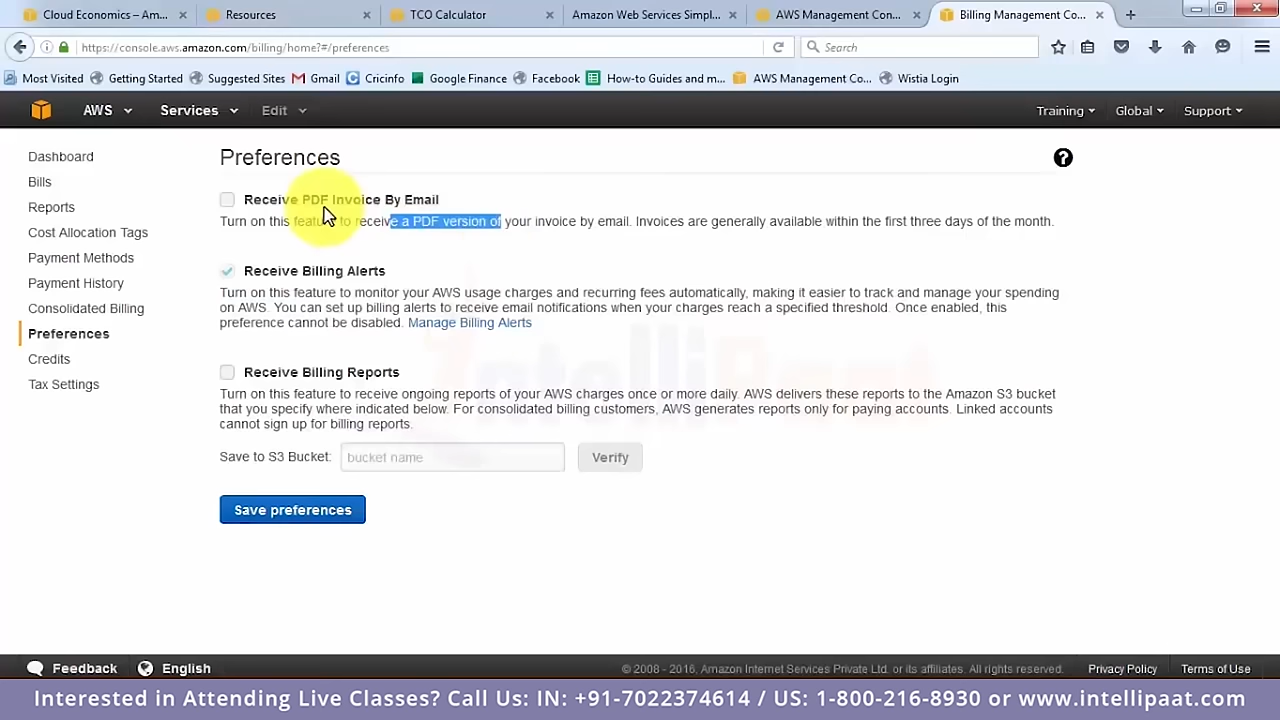 Cloud Economics – Am...
Resources
TCO Calculator
Amazon Web Services Simpl...
AWS Management Con...
Billing Management Co...
https://console.aws.amazon.com/billing/home?#/preferences
Search
Most Visited
Getting Started
Suggested Sites
Gmail
Cricinfo
Google Finance
Facebook
How-to Guides and m...
AWS Management Co...
Wistia Login
AWS
Services
Edit
Training
Global
Support
Dashboard
Bills
Reports
Cost Allocation Tags
Payment Methods
Payment History
Consolidated Billing
Preferences
Credits
Tax Settings
Preferences
?
Receive PDF Invoice By Email
Turn on this feature to receive a PDF version of your invoice by email. Invoices are generally available within the first three days of the month.
Receive Billing Alerts
Turn on this feature to monitor your AWS usage charges and recurring fees automatically, making it easier to track and manage your spending
on AWS. You can set up billing alerts to receive email notifications when your charges reach a specified threshold. Once enabled, this
preference cannot be disabled. Manage Billing Alerts
Receive Billing Reports
Turn on this feature to receive ongoing reports of your AWS charges once or more daily. AWS delivers these reports to the Amazon S3 bucket
that you specify where indicated below. For consolidated billing customers, AWS generates reports only for paying accounts. Linked accounts
cannot sign up for billing reports.
Save to S3 Bucket:
bucket name
Verify
Save preferences
IntelliPaat
Feedback
English
© 2008 - 2016, Amazon Internet Services Private Ltd. or its affiliates. All rights reserved.
Privacy Policy
Terms of Use
Interested in Attending Live Classes? Call Us: IN: +91-7022374614 / US: 1-800-216-8930 or www.intellipaat.com